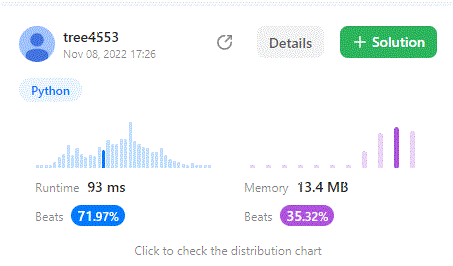 tree4553
Nov 08, 2022 17:26
Details
+ Solution
Python
Runtime 93 ms
Memory 13.4 MB
Beats 71.97%
Beats 35.32%
Click to check the distribution chart